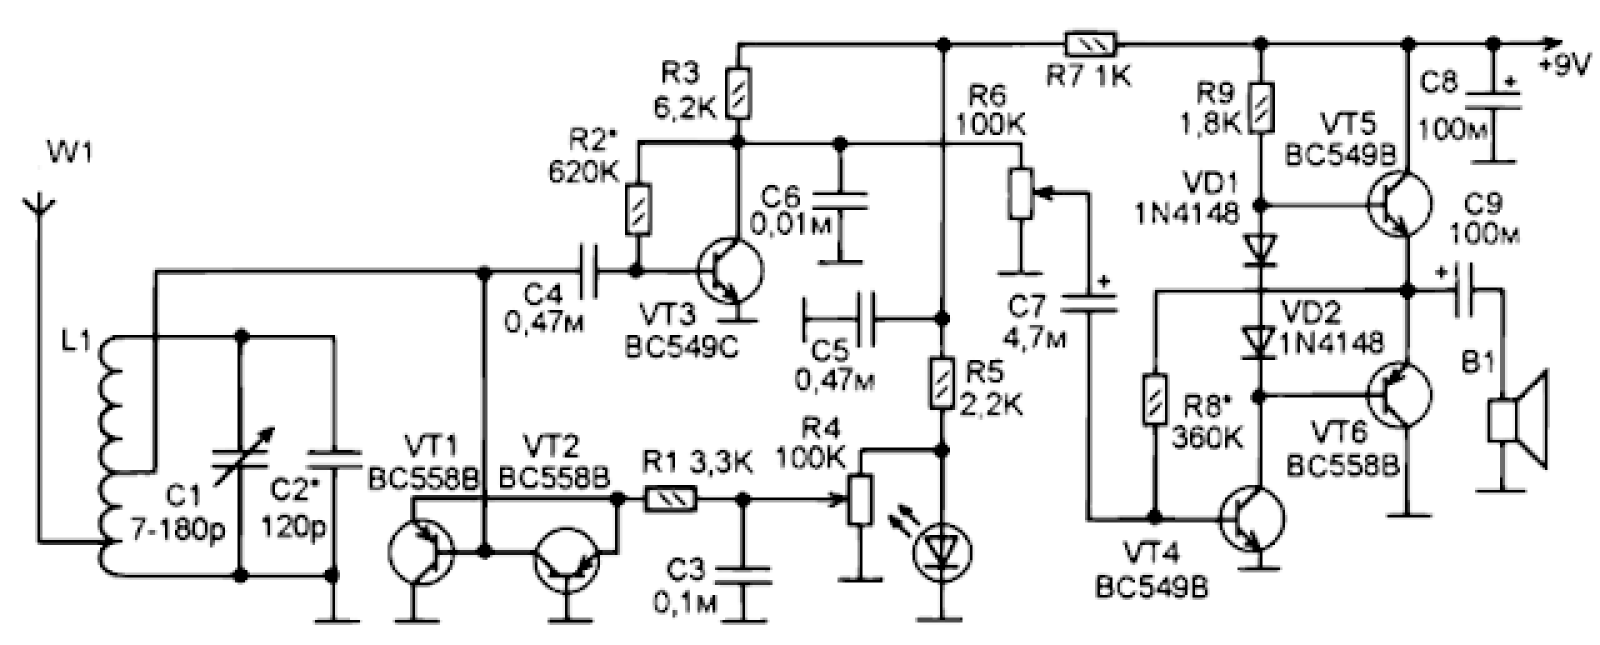 W1
L1
C1
7-180p
C2*
120p
VT1
BC558B
VT2
BC558B
R1 3,3K
C3
0,1м
R4
100K
R5
2,2K
C5
0,47м
C4
0,47м
R2*
620K
R3
6,2K
VT3
BC549C
C6
0,01м
R6
100K
R7 1K
C7
+
4,7м
R9
1,8K
VD1
1N4148
VD2
1N4148
R8*
360K
VT4
BC549B
VT5
BC549B
VT6
BC558B
C8
+
100м
+9V
C9
100м
+
B1